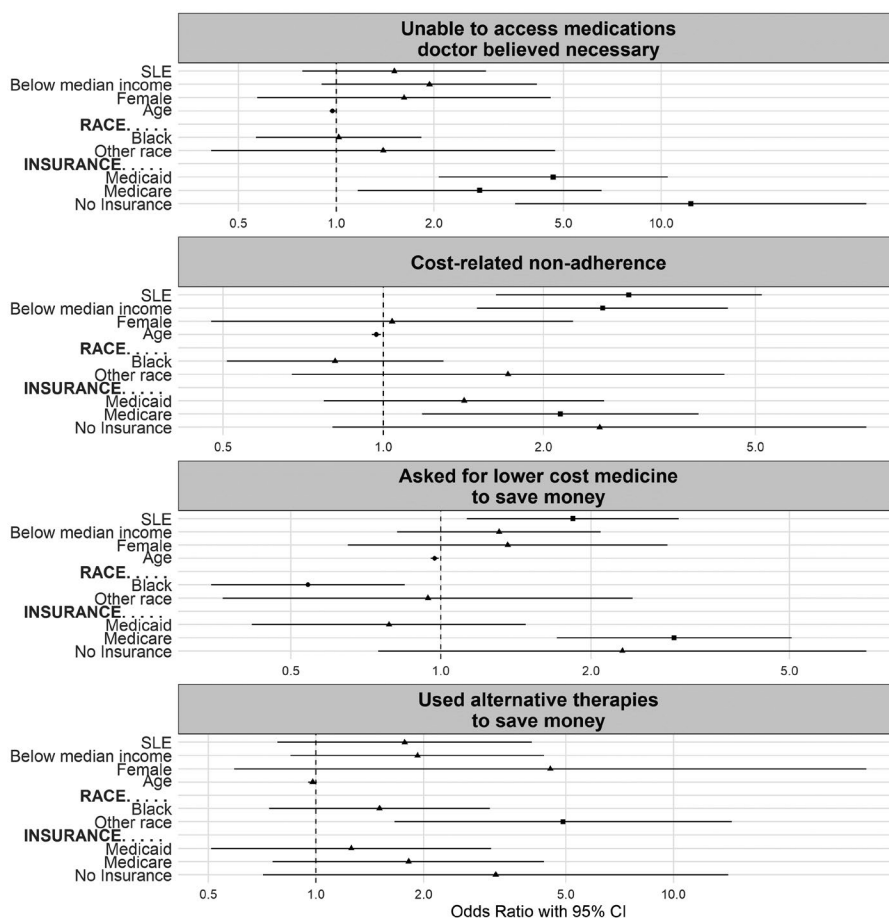 Unable to access medications
doctor believed necessary
SLE
Below median income
Female
Age
RACE. . . . .
Black
Other race
INSURANCE. . . . .
Medicaid
Medicare
No Insurance
0.5 1.0 2.0 5.0 10.0
Cost-related non-adherence
SLE
Below median income
Female
Age
RACE. . . . .
Black
Other race
INSURANCE. . . . .
Medicaid
Medicare
No Insurance
0.5 1.0 2.0 5.0
Asked for lower cost medicine
to save money
SLE
Below median income
Female
Age
RACE. . . . .
Black
Other race
INSURANCE. . . . .
Medicaid
Medicare
No Insurance
0.5 1.0 2.0 5.0
Used alternative therapies
to save money
SLE
Below median income
Female
Age
RACE. . . . .
Black
Other race
INSURANCE. . . . .
Medicaid
Medicare
No Insurance
0.5 1.0 2.0 5.0 10.0
Odds Ratio with 95% CI